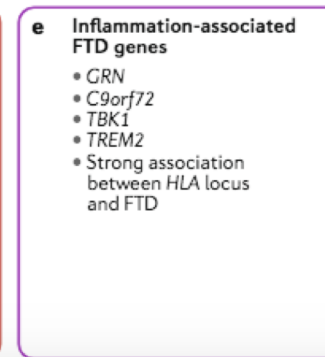 e Inflammation-associated
FTD genes
• GRN
• C9orf72
• TBK1
• TREM2
• Strong association
between HLA locus
and FTD